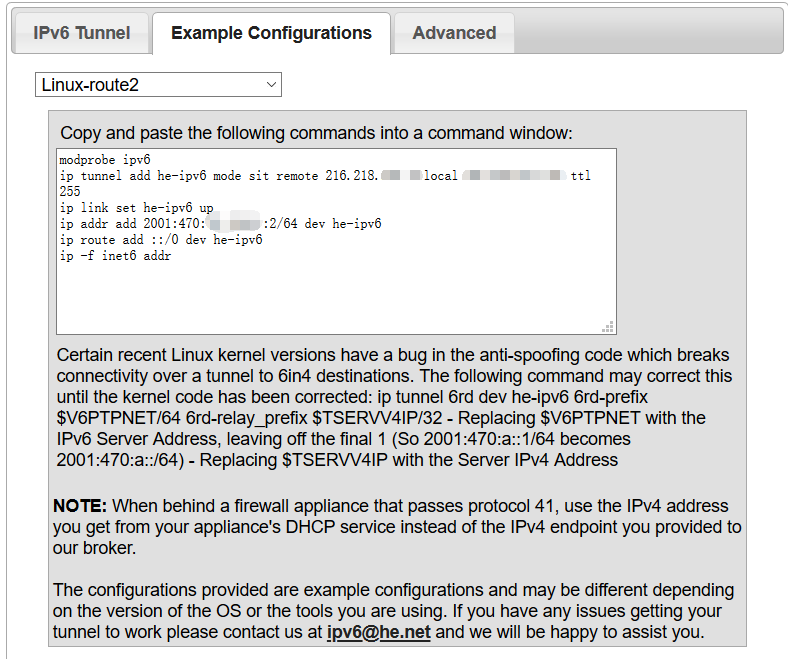 IPv6 Tunnel Example Configurations Advanced
Linux-route2
Copy and paste the following commands into a command window:
modprobe ipv6
ip tunnel add he-ipv6 mode sit remote 216.218. local ttl
255
ip link set he-ipv6 up
ip addr add 2001:470: :2/64 dev he-ipv6
ip route add ::/0 dev he-ipv6
ip -f inet6 addr
Certain recent Linux kernel versions have a bug in the anti-spoofing code which breaks
connectivity over a tunnel to 6in4 destinations. The following command may correct this
until the kernel code has been corrected: ip tunnel 6rd dev he-ipv6 6rd-prefix
$V6PTPNET/64 6rd-relay_prefix $TSERVV4IP/32 - Replacing $V6PTPNET with the
IPv6 Server Address, leaving off the final 1 (So 2001:470:a::1/64 becomes
2001:470:a::/64) - Replacing $TSERVV4IP with the Server IPv4 Address
NOTE: When behind a firewall appliance that passes protocol 41, use the IPv4 address
you get from your appliance's DHCP service instead of the IPv4 endpoint you provided to
our broker.
The configurations provided are example configurations and may be different depending
on the version of the OS or the tools you are using. If you have any issues getting your
tunnel to work please contact us at ipv6@he.net and we will be happy to assist you.